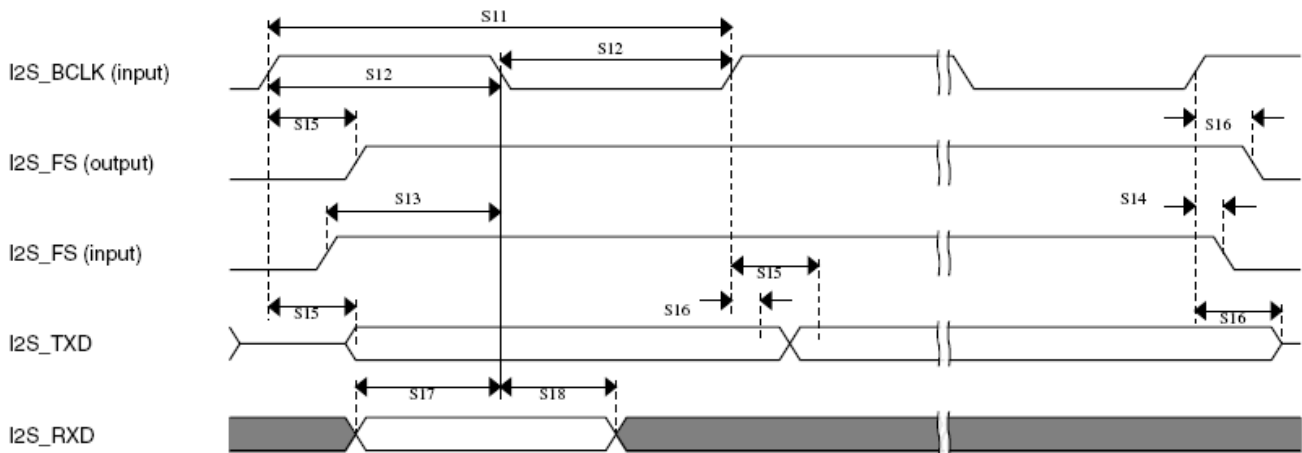 S11
I2S_BCLK (input)
S12
S12
S15
S16
I2S_FS (output)
S13
S14
I2S_FS (input)
S15
S15
S16
S16
I2S_TXD
S17
S18
I2S_RXD